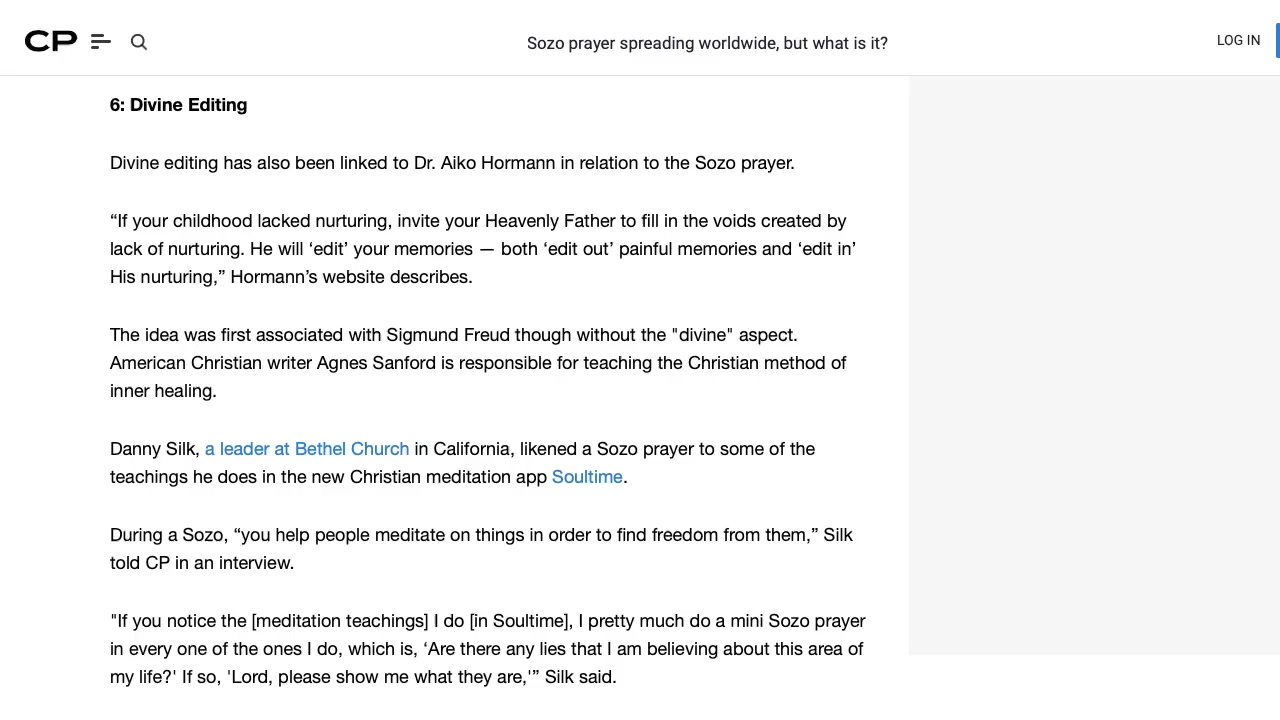 CP
Sozo prayer spreading worldwide, but what is it?
LOG IN
6: Divine Editing
Divine editing has also been linked to Dr. Aiko Hormann in relation to the Sozo prayer.
“If your childhood lacked nurturing, invite your Heavenly Father to fill in the voids created by
lack of nurturing. He will ‘edit’ your memories — both ‘edit out’ painful memories and ‘edit in’
His nurturing,” Hormann’s website describes.
The idea was first associated with Sigmund Freud though without the "divine" aspect.
American Christian writer Agnes Sanford is responsible for teaching the Christian method of
inner healing.
Danny Silk, a leader at Bethel Church in California, likened a Sozo prayer to some of the
teachings he does in the new Christian meditation app Soultime.
During a Sozo, “you help people meditate on things in order to find freedom from them,” Silk
told CP in an interview.
"If you notice the [meditation teachings] I do [in Soultime], I pretty much do a mini Sozo prayer
in every one of the ones I do, which is, ‘Are there any lies that I am believing about this area of
my life?' If so, 'Lord, please show me what they are,'” Silk said.